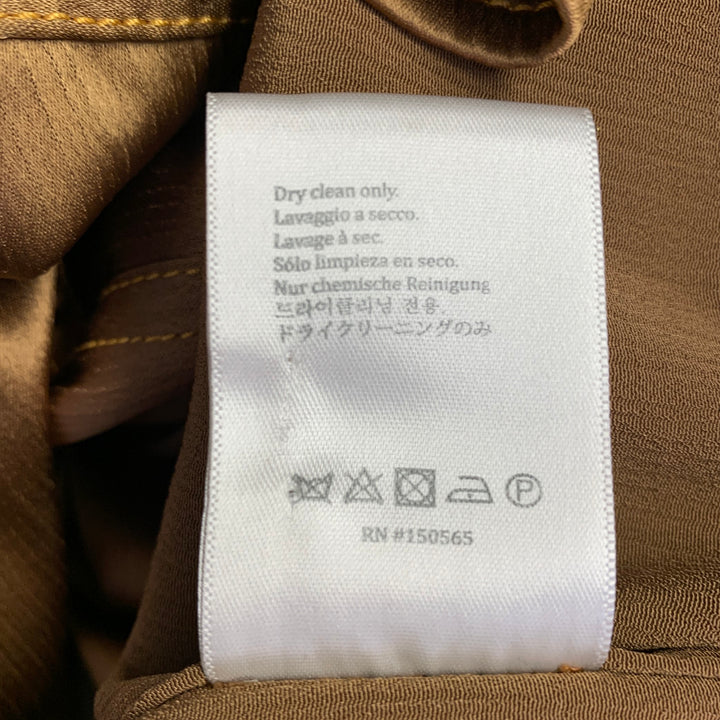 Dry clean only.
Lavaggio a secco.
Lavage à sec.
Sólo limpieza en seco.
Nur chemische Reinigung
드라이클리닝 전용.
ドライクリーニングのみ
P
RN #150565